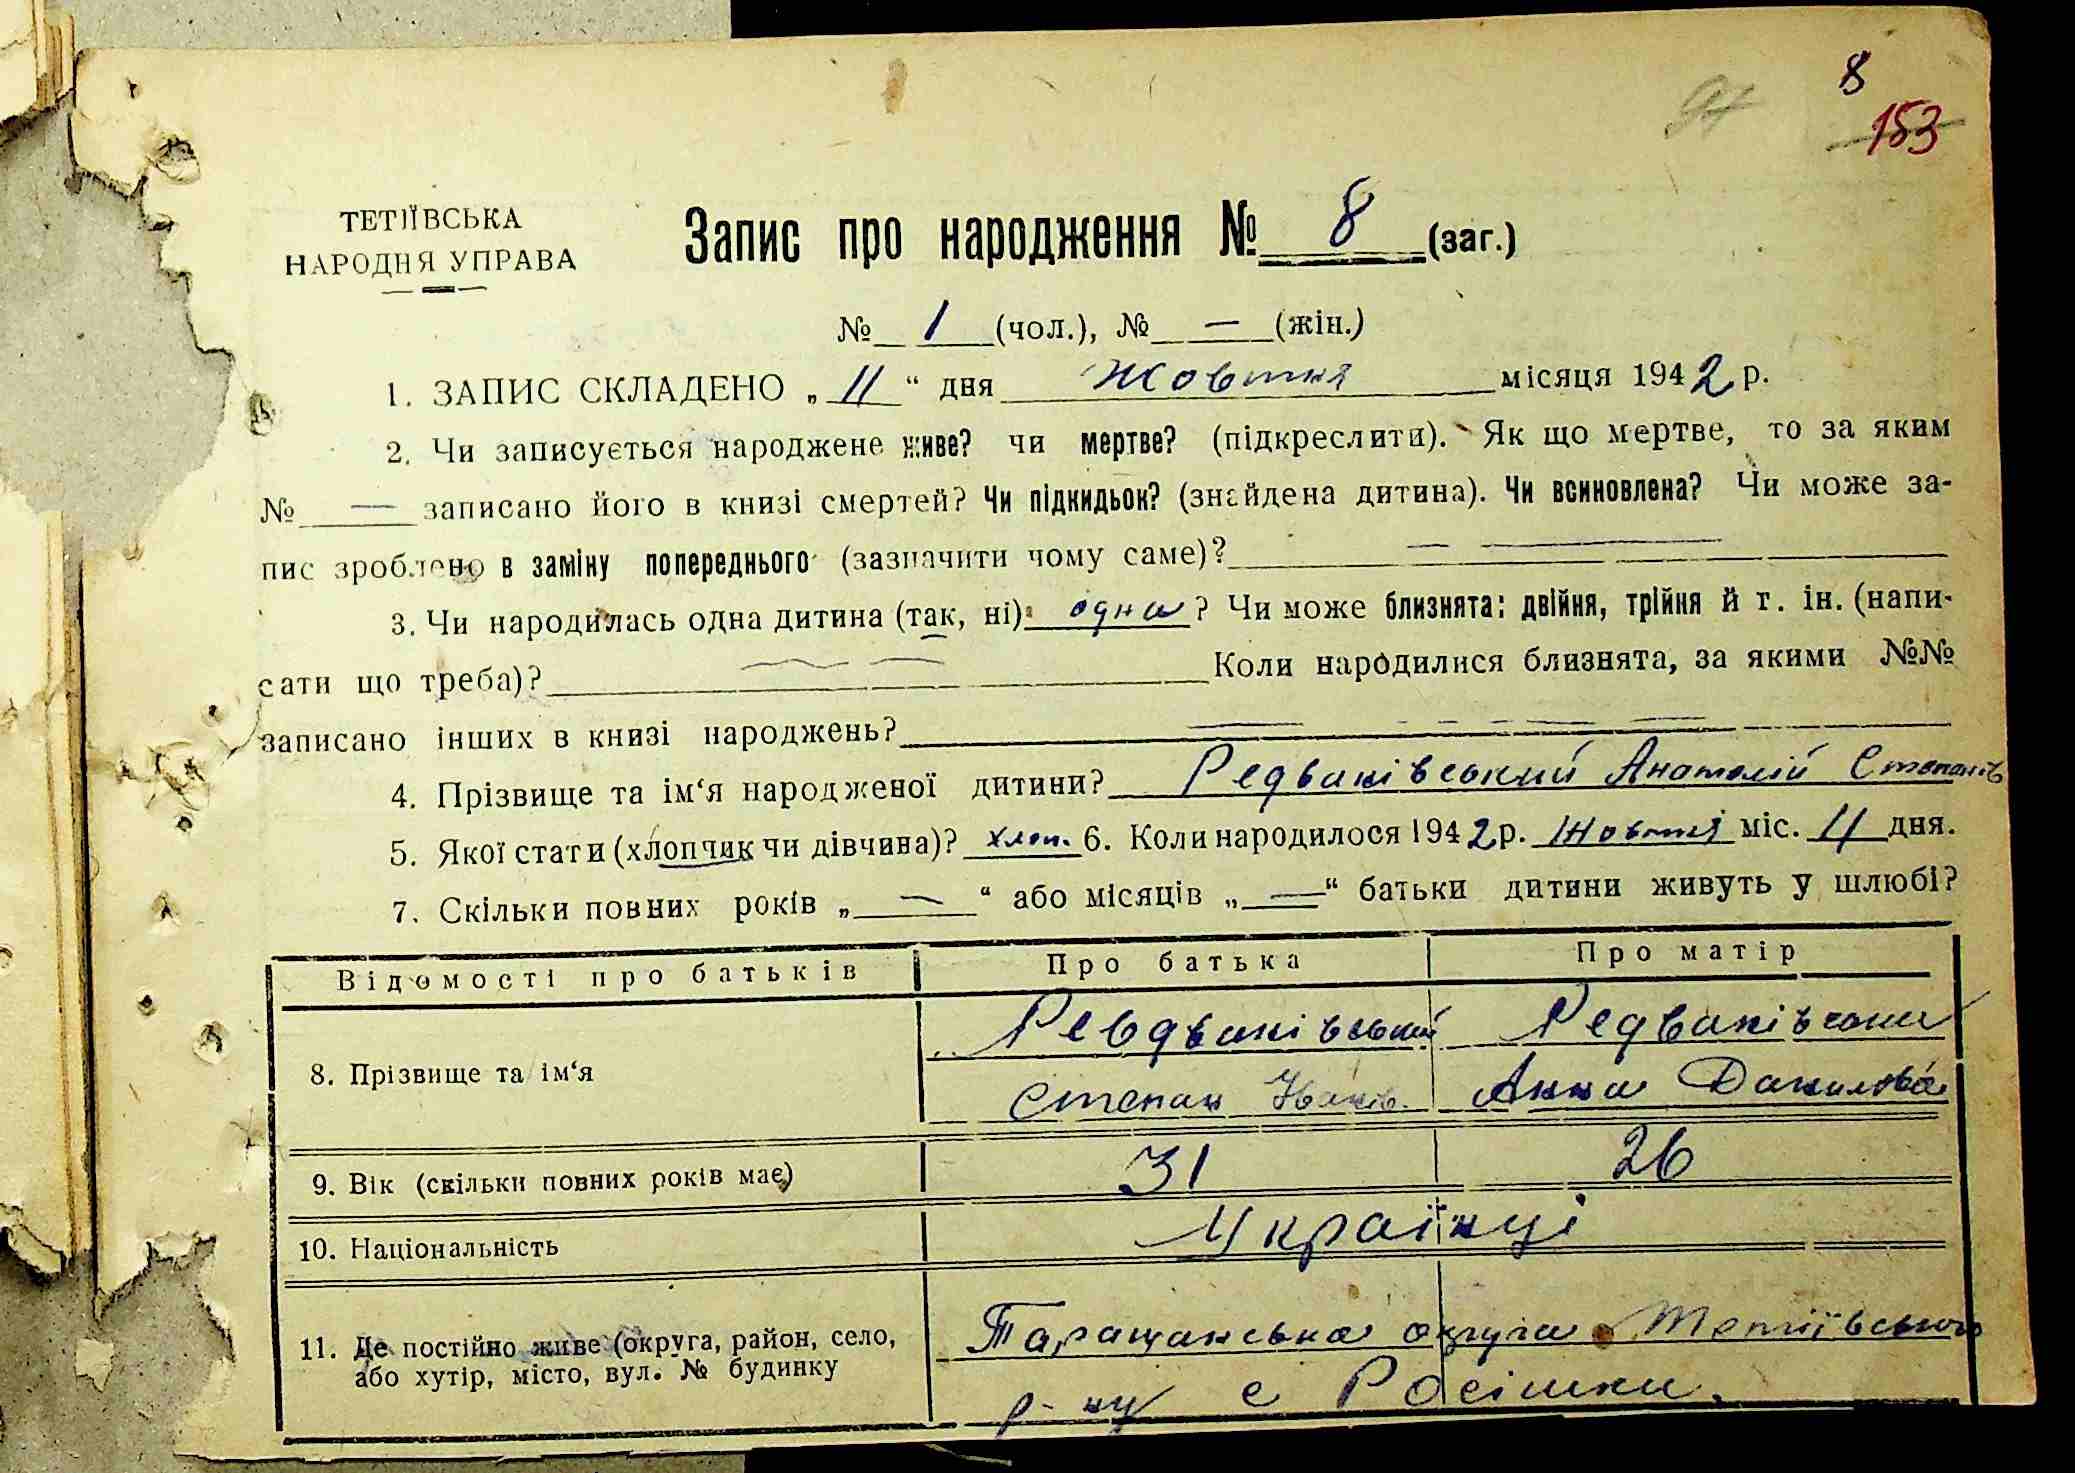 8
153
ТЕТІЇВСЬКА
НАРОДНЯ УПРАВА
Запис про народження № 8 (заг.)
№ 1 (чол.), № — (жін.)
1. ЗАПИС СКЛАДЕНО „ 11 “ дня Жовтня місяця 1942 р.
2. Чи записується народжене живе? чи мертве? (підкреслити). Як що мертве, то за яким
№ — записано його в книзі смертей? Чи підкидьок? (знайдена дитина). Чи всиновлена? Чи може за-
пис зроблено в заміну попереднього (зазначити чому саме)? — —
3. Чи народилась одна дитина (так, ні) одна ? Чи може близнята: двійня, трійня й т. ін. (напи-
сати що треба)? — — Коли народилися близнята, за якими №№
записано інших в книзі народжень? — — — —
4. Прізвище та ім‘я народженої дитини? Редванівський Анатолій Степанів
5. Якої стати (хлопчик чи дівчина)? хлоп. 6. Коли народилося 1942 р. Жовтня міс. 11 дня.
7. Скільки повних років „ — “ або місяців „ — “ батьки дитини живуть у шлюбі?
Відомості про батьків Про батька Про матір
8. Прізвище та ім‘я Ревдванівський Редванівська
Степан Іванів. Анна Данилова
9. Вік (скільки повних років має) 31 26
10. Національність Українці
11. Де постійно живе (округа, район, село, Таращанська округа Тетіївського
або хутір, місто, вул. № будинку р-ну с Росішки.